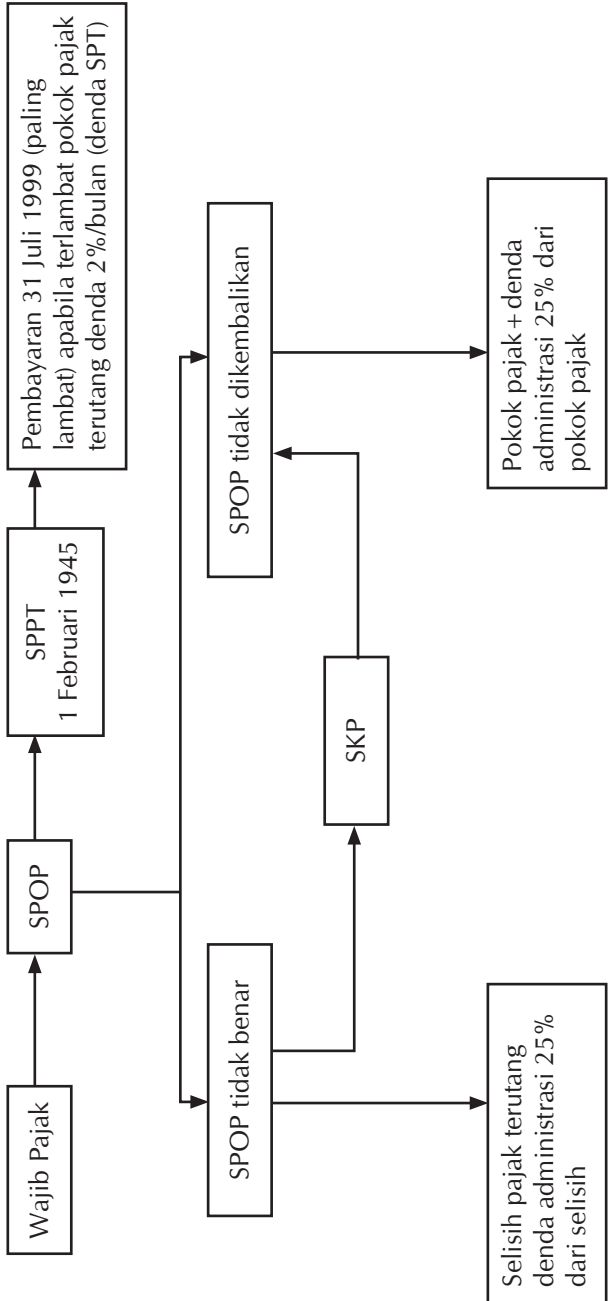 Wajib Pajak
SPOP
SPPT
1 Februari 1945
Pembayaran 31 Juli 1999 (paling
lambat) apabila terlambat pokok pajak
terutang denda 2%/bulan (denda SPT)
SPOP tidak benar
SKP
SPOP tidak dikembalikan
Selisih pajak terutang
denda administrasi 25%
dari selisih
Pokok pajak+denda
administrasi 25% dari
pokok pajak